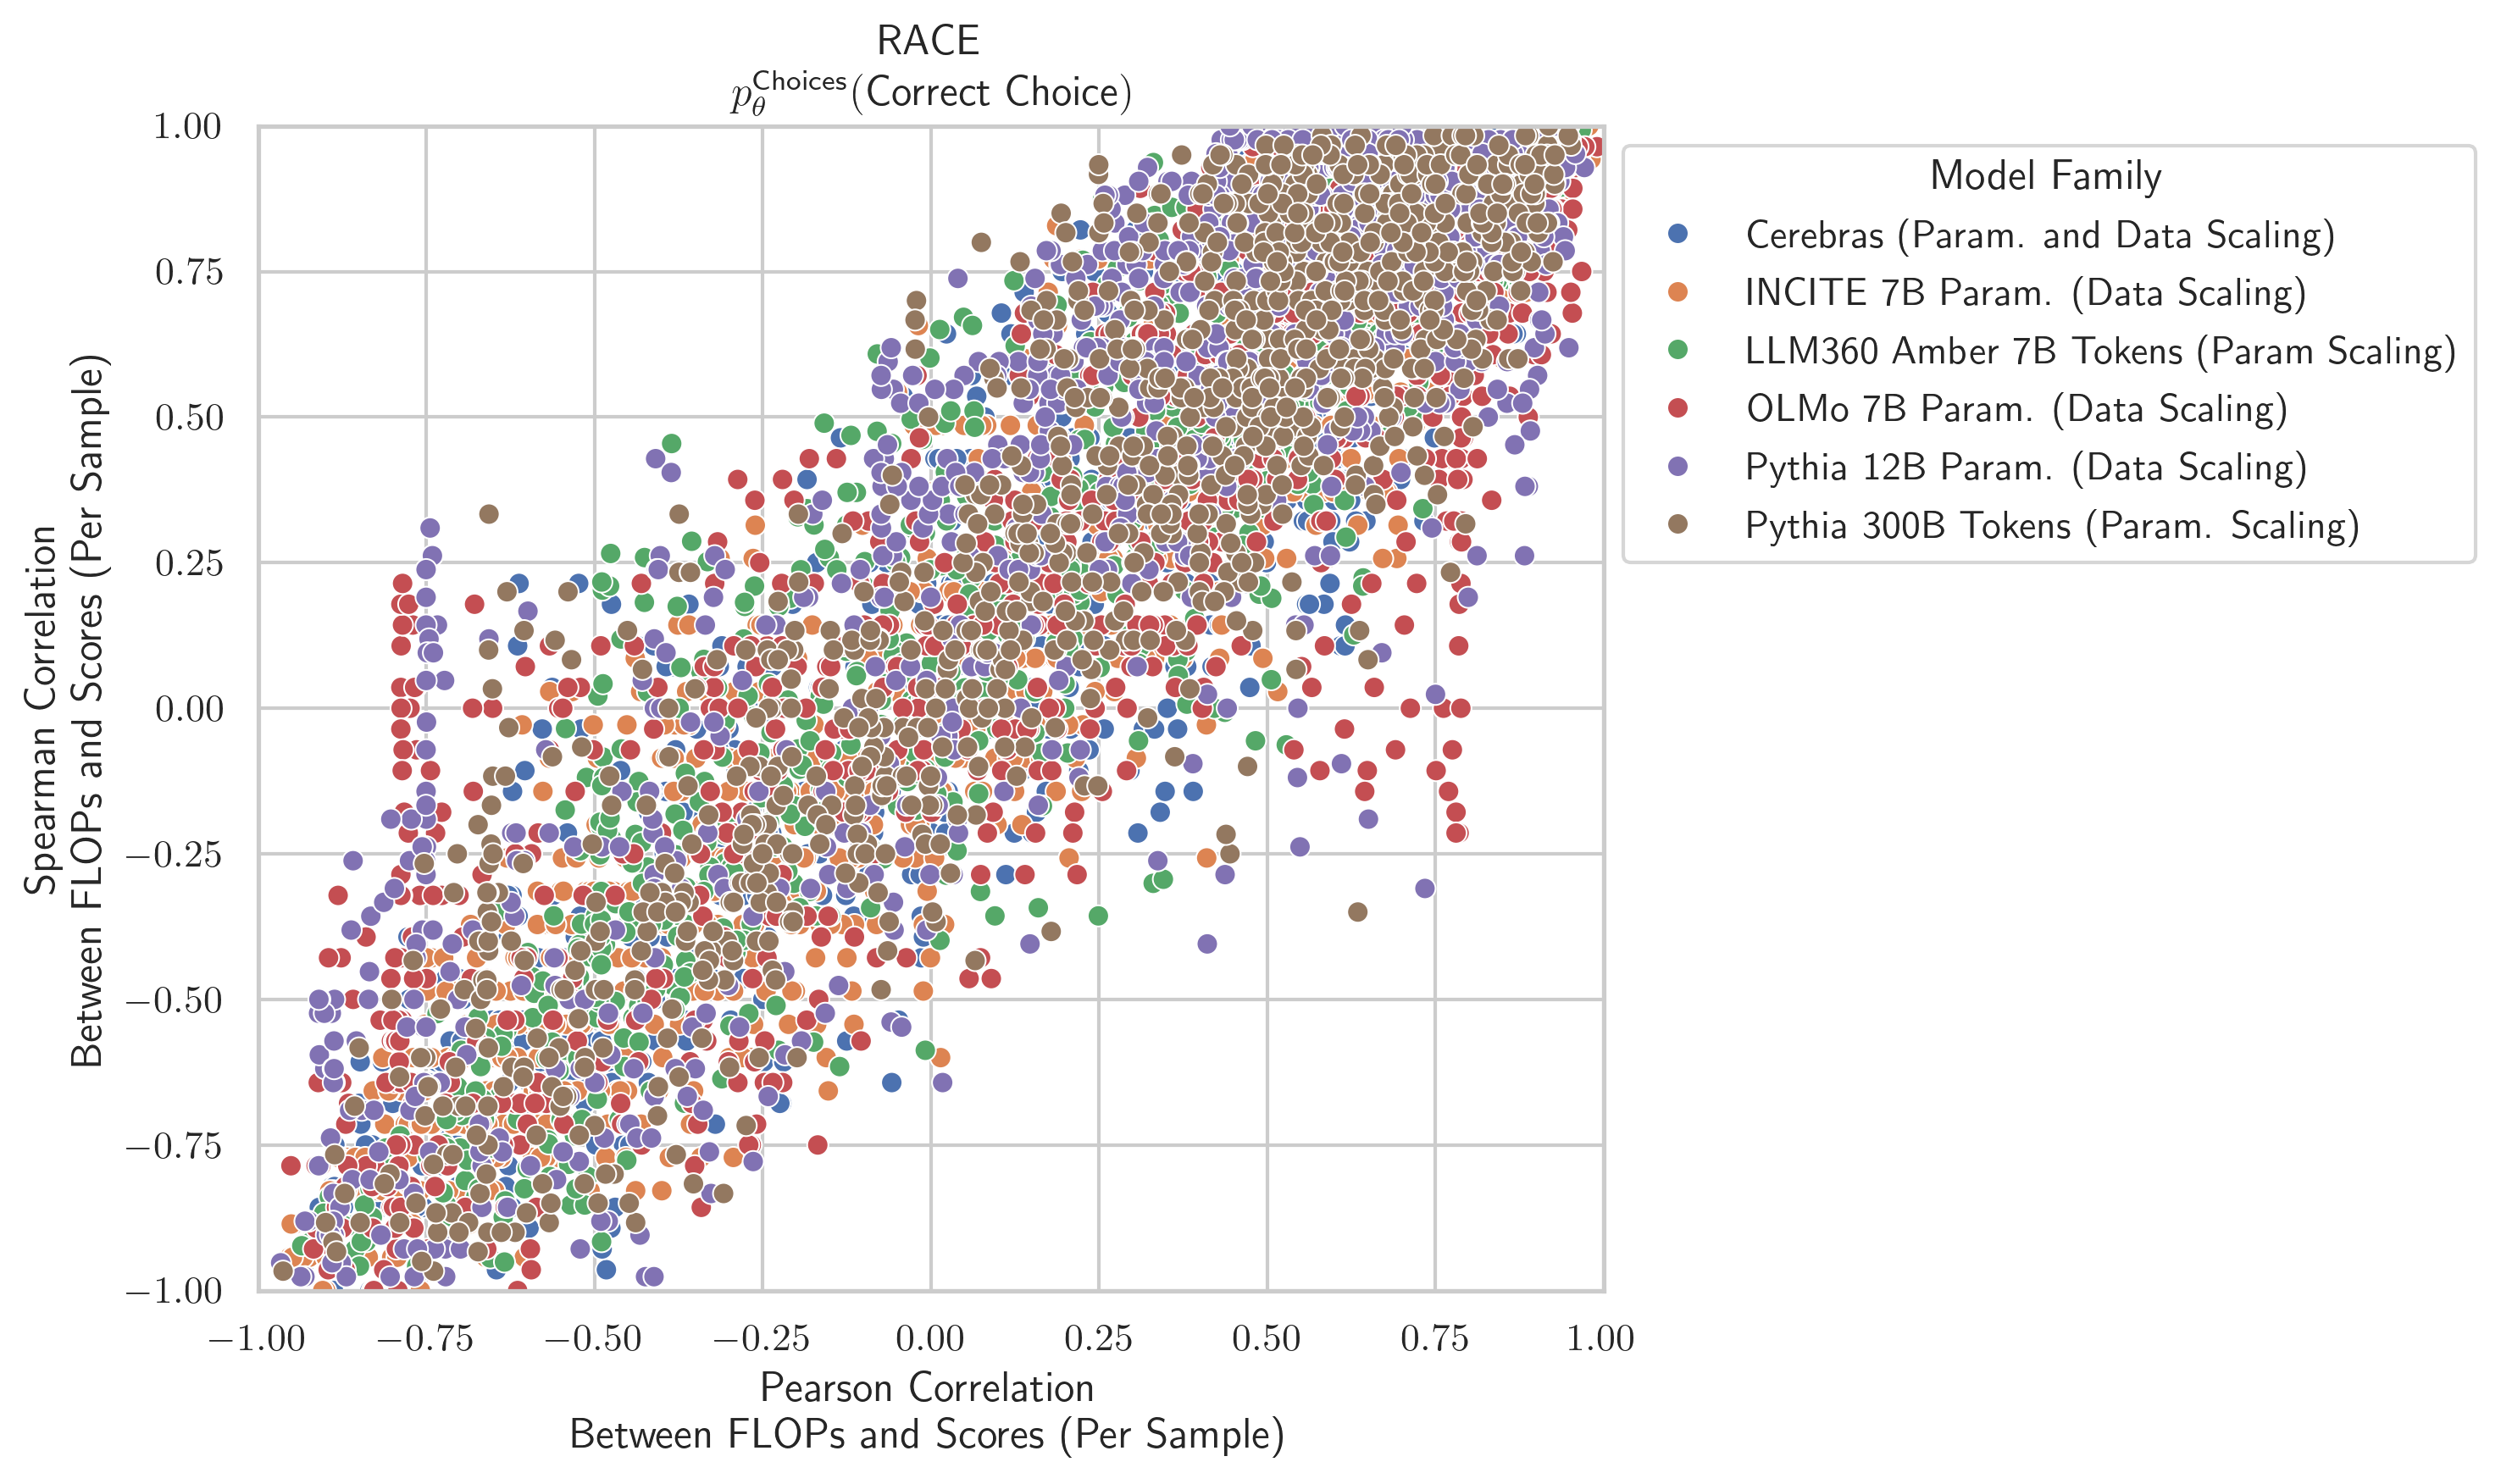 RACE
p_θ^Choices(Correct Choice)
1.00
0.75
0.50
0.25
0.00
−0.25
−0.50
−0.75
−1.00
Spearman Correlation
Between FLOPs and Scores (Per Sample)
−1.00 −0.75 −0.50 −0.25 0.00 0.25 0.50 0.75 1.00
Pearson Correlation
Between FLOPs and Scores (Per Sample)
Model Family
Cerebras (Param. and Data Scaling)
INCITE 7B Param. (Data Scaling)
LLM360 Amber 7B Tokens (Param Scaling)
OLMo 7B Param. (Data Scaling)
Pythia 12B Param. (Data Scaling)
Pythia 300B Tokens (Param. Scaling)